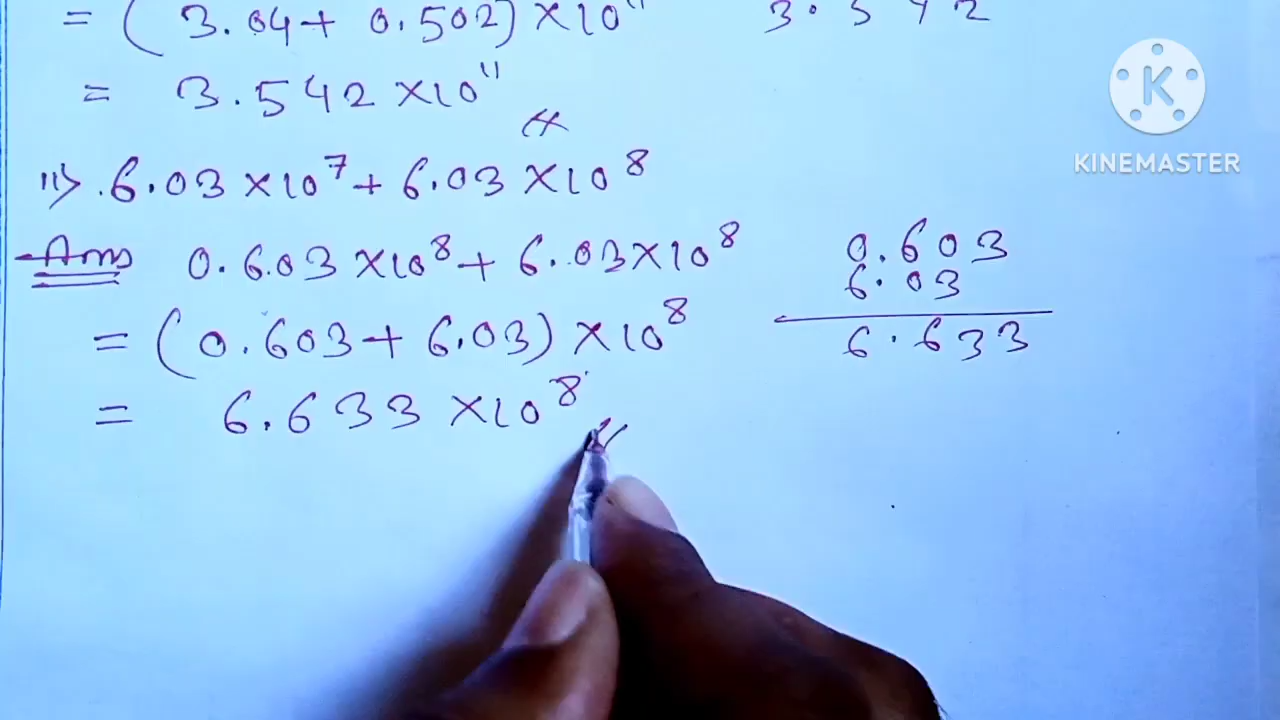 = (3.04 + 0.502) × 10¹¹
3.542
= 3.542 × 10¹¹
K
KINEMASTER
ii> 6.03 × 10⁷ + 6.03 × 10⁸
Ans 0.603 × 10⁸ + 6.03 × 10⁸
= (0.603 + 6.03) × 10⁸
= 6.633 × 10⁸
0.603
6.03
6.633